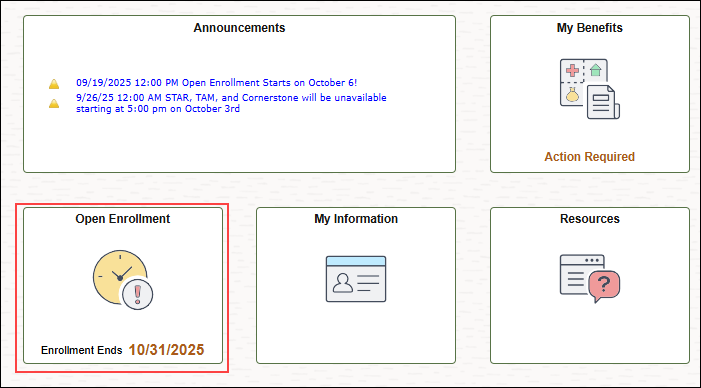 Announcements
09/19/2025 12:00 PM Open Enrollment Starts on October 6!
9/26/25 12:00 AM STAR, TAM, and Cornerstone will be unavailable
starting at 5:00 pm on October 3rd
My Benefits
Action Required
Open Enrollment
Enrollment Ends 10/31/2025
My Information
Resources